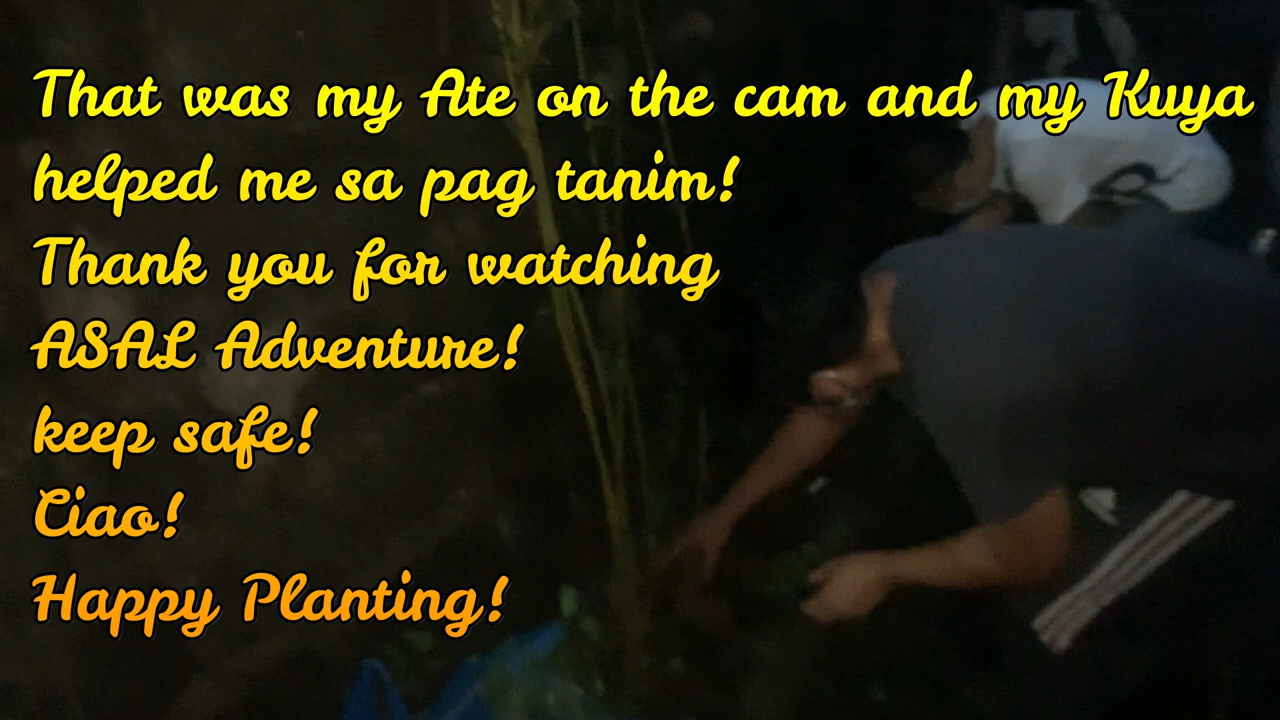 That was my Ate on the cam and my Kuya
helped me sa pag tanim!
Thank you for watching
ASAL Adventure!
keep safe!
Ciao!
Happy Planting!